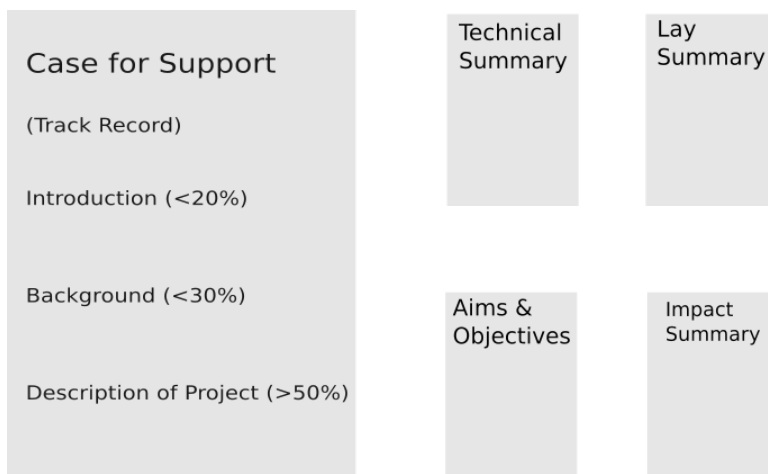 Case for Support
(Track Record)
Introduction (<20%)
Background (<30%)
Description of Project (>50%)
Technical
Summary
Lay
Summary
Aims &
Objectives
Impact
Summary